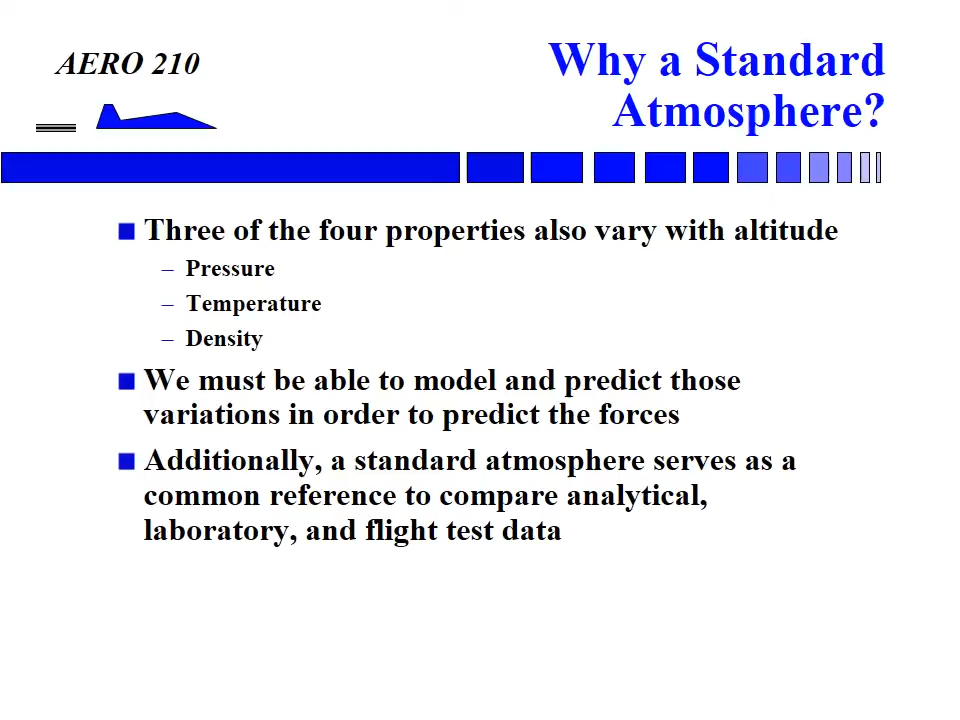 AERO 210
Why a Standard
Atmosphere?
Three of the four properties also vary with altitude
– Pressure
– Temperature
– Density
We must be able to model and predict those
variations in order to predict the forces
Additionally, a standard atmosphere serves as a
common reference to compare analytical,
laboratory, and flight test data